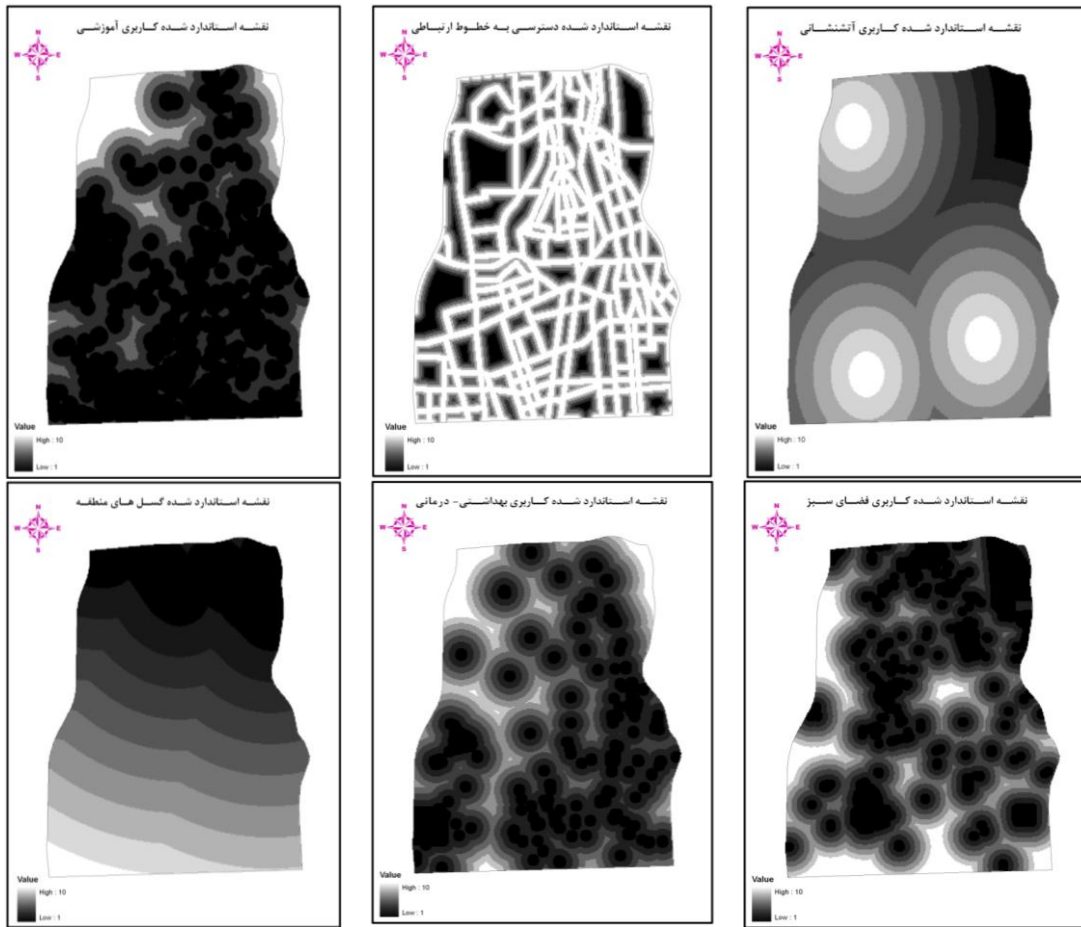 نقشه استاندارد شده کاربری آموزشی
N
W E
S
Value
High : 10
Low : 1
نقشه استاندارد شده دسترسی به خطوط ارتباطی
N
W E
S
Value
High : 10
Low : 1
نقشه استاندارد شده کاربری آتشنشانی
N
W E
S
Value
High : 10
Low : 1
نقشه استاندارد شده گسل های منطقه
N
W E
S
Value
High : 10
Low : 1
نقشه استاندارد شده کاربری بهداشتی- درمانی
N
W E
S
Value
High : 10
Low : 1
نقشه استاندارد شده کاربری فضای سبز
N
W E
S
Value
High : 10
Low : 1